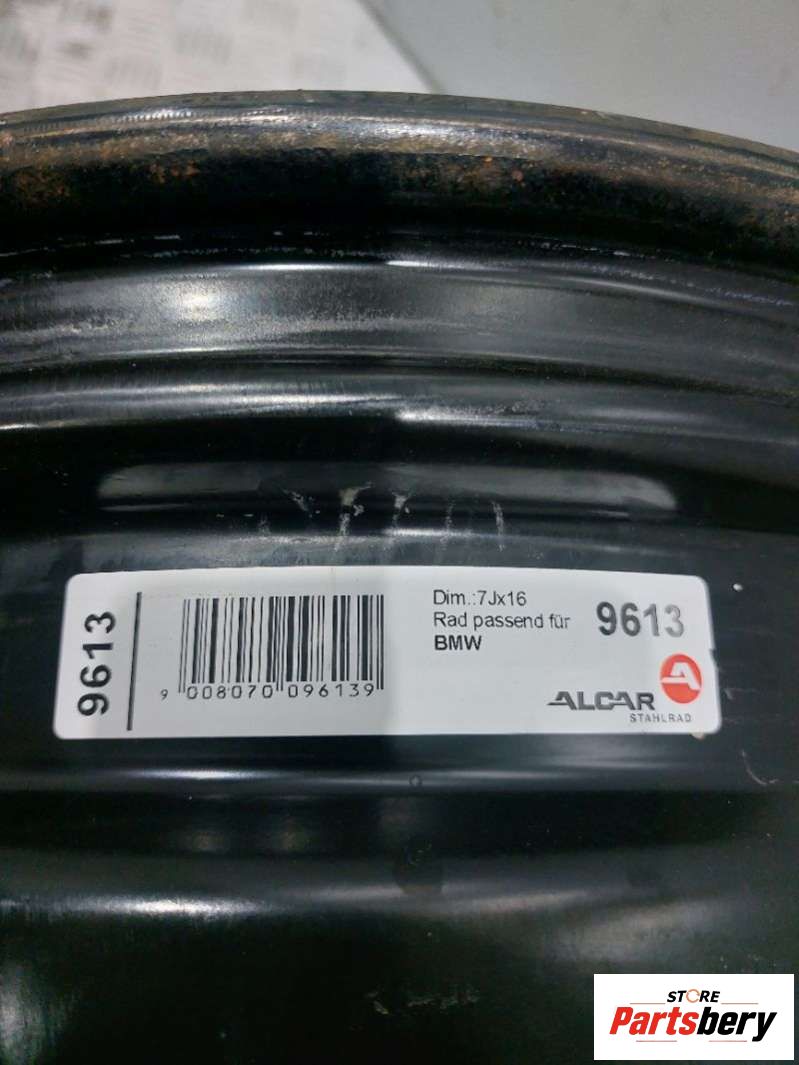 9613
9 008070 096139
Dim.:7Jx16
Rad passend für
BMW
9613
ALCAR
STAHLRAD
STORE
Partsbery